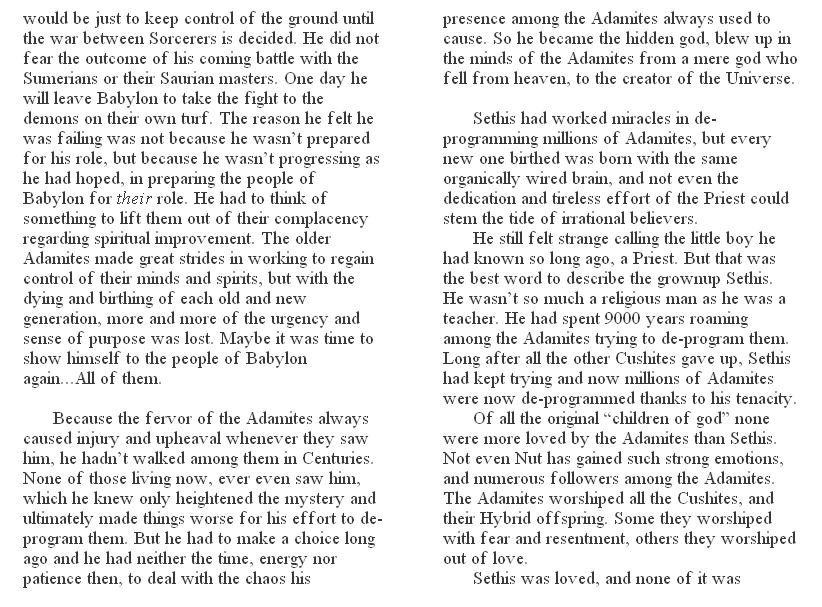 would be just to keep control of the ground until
the war between Sorcerers is decided. He did not
fear the outcome of his coming battle with the
Sumerians or their Saurian masters. One day he
will leave Babylon to take the fight to the
demons on their own turf. The reason he felt he
was failing was not because he wasn't prepared
for his role, but because he wasn't progressing as
he had hoped, in preparing the people of
Babylon for their role. He had to think of
something to lift them out of their complacency
regarding spiritual improvement. The older
Adamites made great strides in working to regain
control of their minds and spirits, but with the
dying and birthing of each old and new
generation, more and more of the urgency and
sense of purpose was lost. Maybe it was time to
show himself to the people of Babylon
again...All of them.
Because the fervor of the Adamites always
caused injury and upheaval whenever they saw
him, he hadn't walked among them in Centuries.
None of those living now, ever even saw him,
which he knew only heightened the mystery and
ultimately made things worse for his effort to de-
program them. But he had to make a choice long
ago and he had neither the time, energy nor
patience then, to deal with the chaos his
presence among the Adamites always used to
cause. So he became the hidden god, blew up in
the minds of the Adamites from a mere god who
fell from heaven, to the creator of the Universe.
Sethis had worked miracles in de-
programming millions of Adamites, but every
new one birthed was born with the same
organically wired brain, and not even the
dedication and tireless effort of the Priest could
stem the tide of irrational believers.
He still felt strange calling the little boy he
had known so long ago, a Priest. But that was
the best word to describe the grownup Sethis.
He wasn't so much a religious man as he was a
teacher. He had spent 9000 years roaming
among the Adamites trying to de-program them.
Long after all the other Cushites gave up, Sethis
had kept trying and now millions of Adamites
were now de-programmed thanks to his tenacity.
Of all the original “children of god” none
were more loved by the Adamites than Sethis.
Not even Nut has gained such strong emotions,
and numerous followers among the Adamites.
The Adamites worshiped all the Cushites, and
their Hybrid offspring. Some they worshiped
with fear and resentment, others they worshiped
out of love.
Sethis was loved, and none of it was